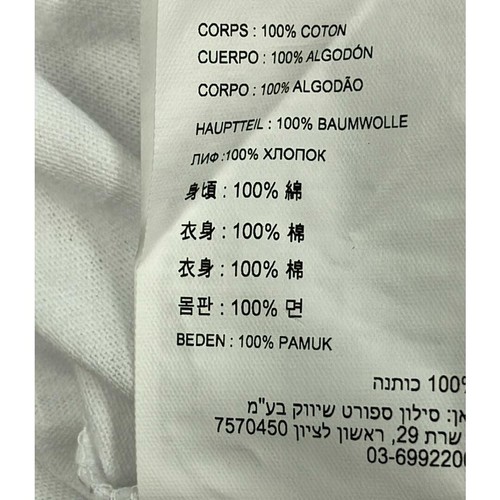 CORPS : 100% COTON
CUERPO : 100% ALGODÓN
CORPO : 100% ALGODÃO
HAUPTTEIL : 100% BAUMWOLLE
ЛИФ :100% ХЛОПОК
身頃 : 100% 綿
衣身 : 100% 棉
衣身 : 100% 棉
몸판 : 100% 면
BEDEN : 100% PAMUK
100% כותנה
סילון ספורט שיווק בע"מ
שרת 29, ראשון לציון 7570450
03-6992200